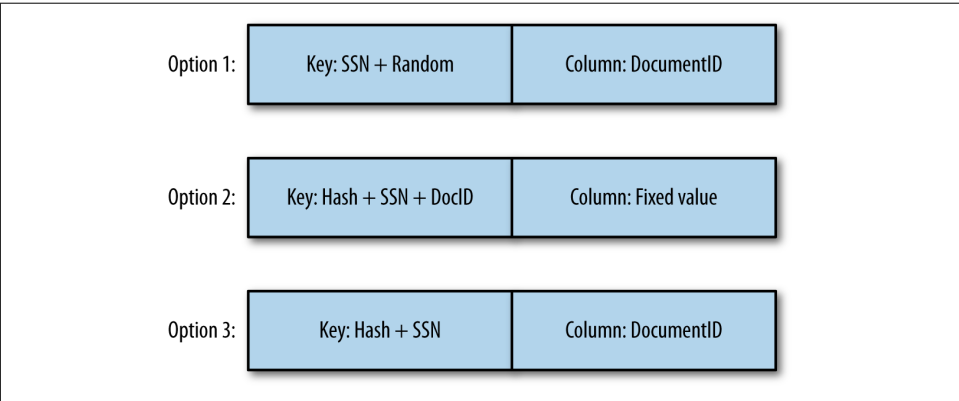 Option 1: Key: SSN + Random Column: DocumentID
Option 2: Key: Hash + SSN + DocID Column: Fixed value
Option 3: Key: Hash + SSN Column: DocumentID